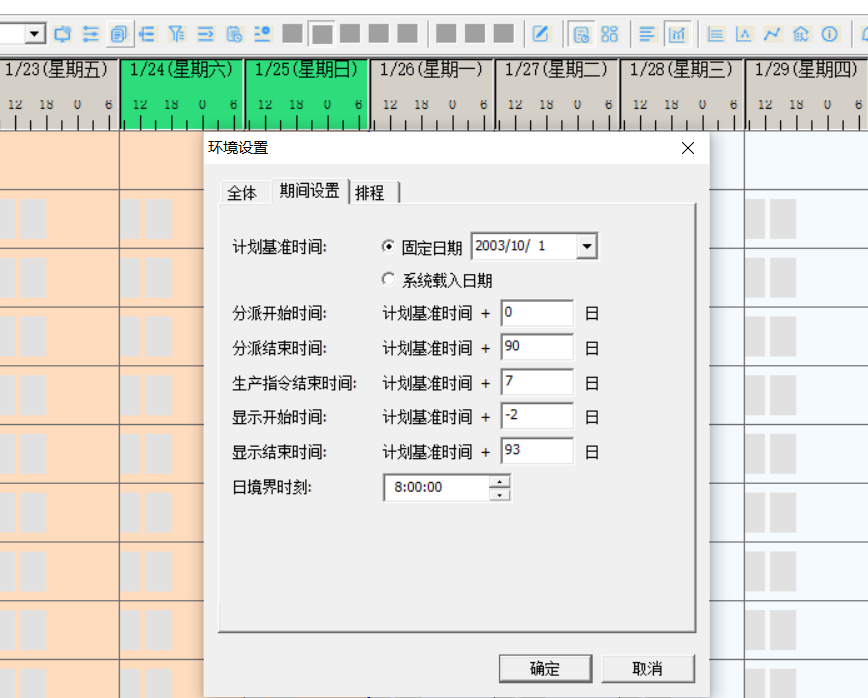 1/23(星期五) 1/24(星期六) 1/25(星期日) 1/26(星期一) 1/27(星期二) 1/28(星期三) 1/29(星期四)
12 18 0 6 12 18 0 6 12 18 0 6 12 18 0 6 12 18 0 6 12 18 0 6 12 18 0 6
环境设置
全体 期间设置 排程
计划基准时间: 固定日期 2003/10/ 1
系统载入日期
分派开始时间: 计划基准时间 + 0 日
分派结束时间: 计划基准时间 + 90 日
生产指令结束时间: 计划基准时间 + 7 日
显示开始时间: 计划基准时间 + -2 日
显示结束时间: 计划基准时间 + 93 日
日境界时刻: 8:00:00
确定 取消